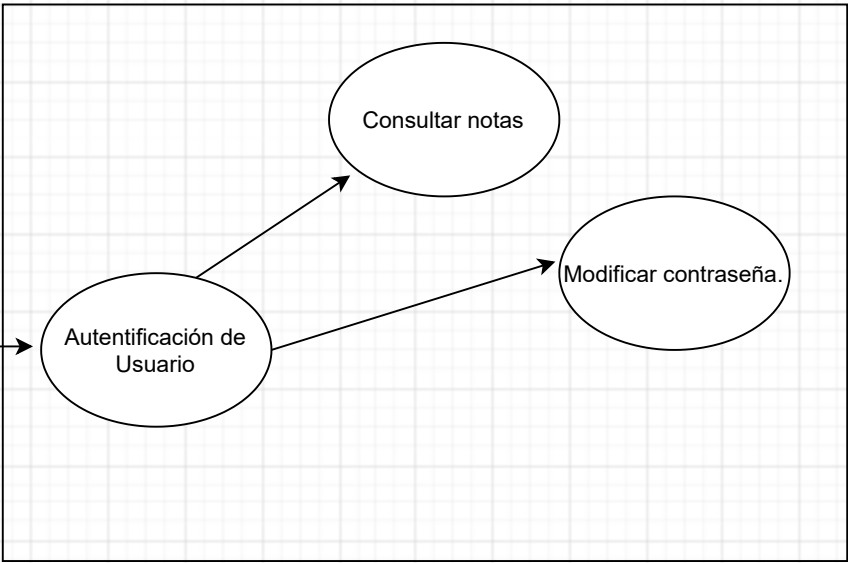 Consultar notas
Modificar contraseña.
Autentificación de
Usuario